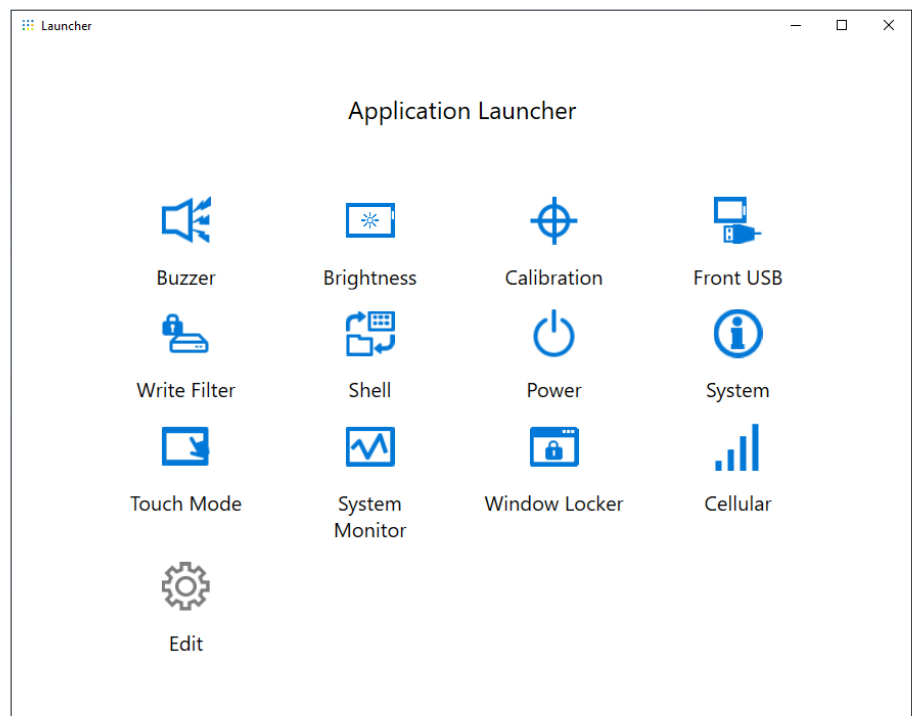 Launcher
Application Launcher
Buzzer
Brightness
Calibration
Front USB
Write Filter
Shell
Power
System
Touch Mode
System
Monitor
Window Locker
Cellular
Edit